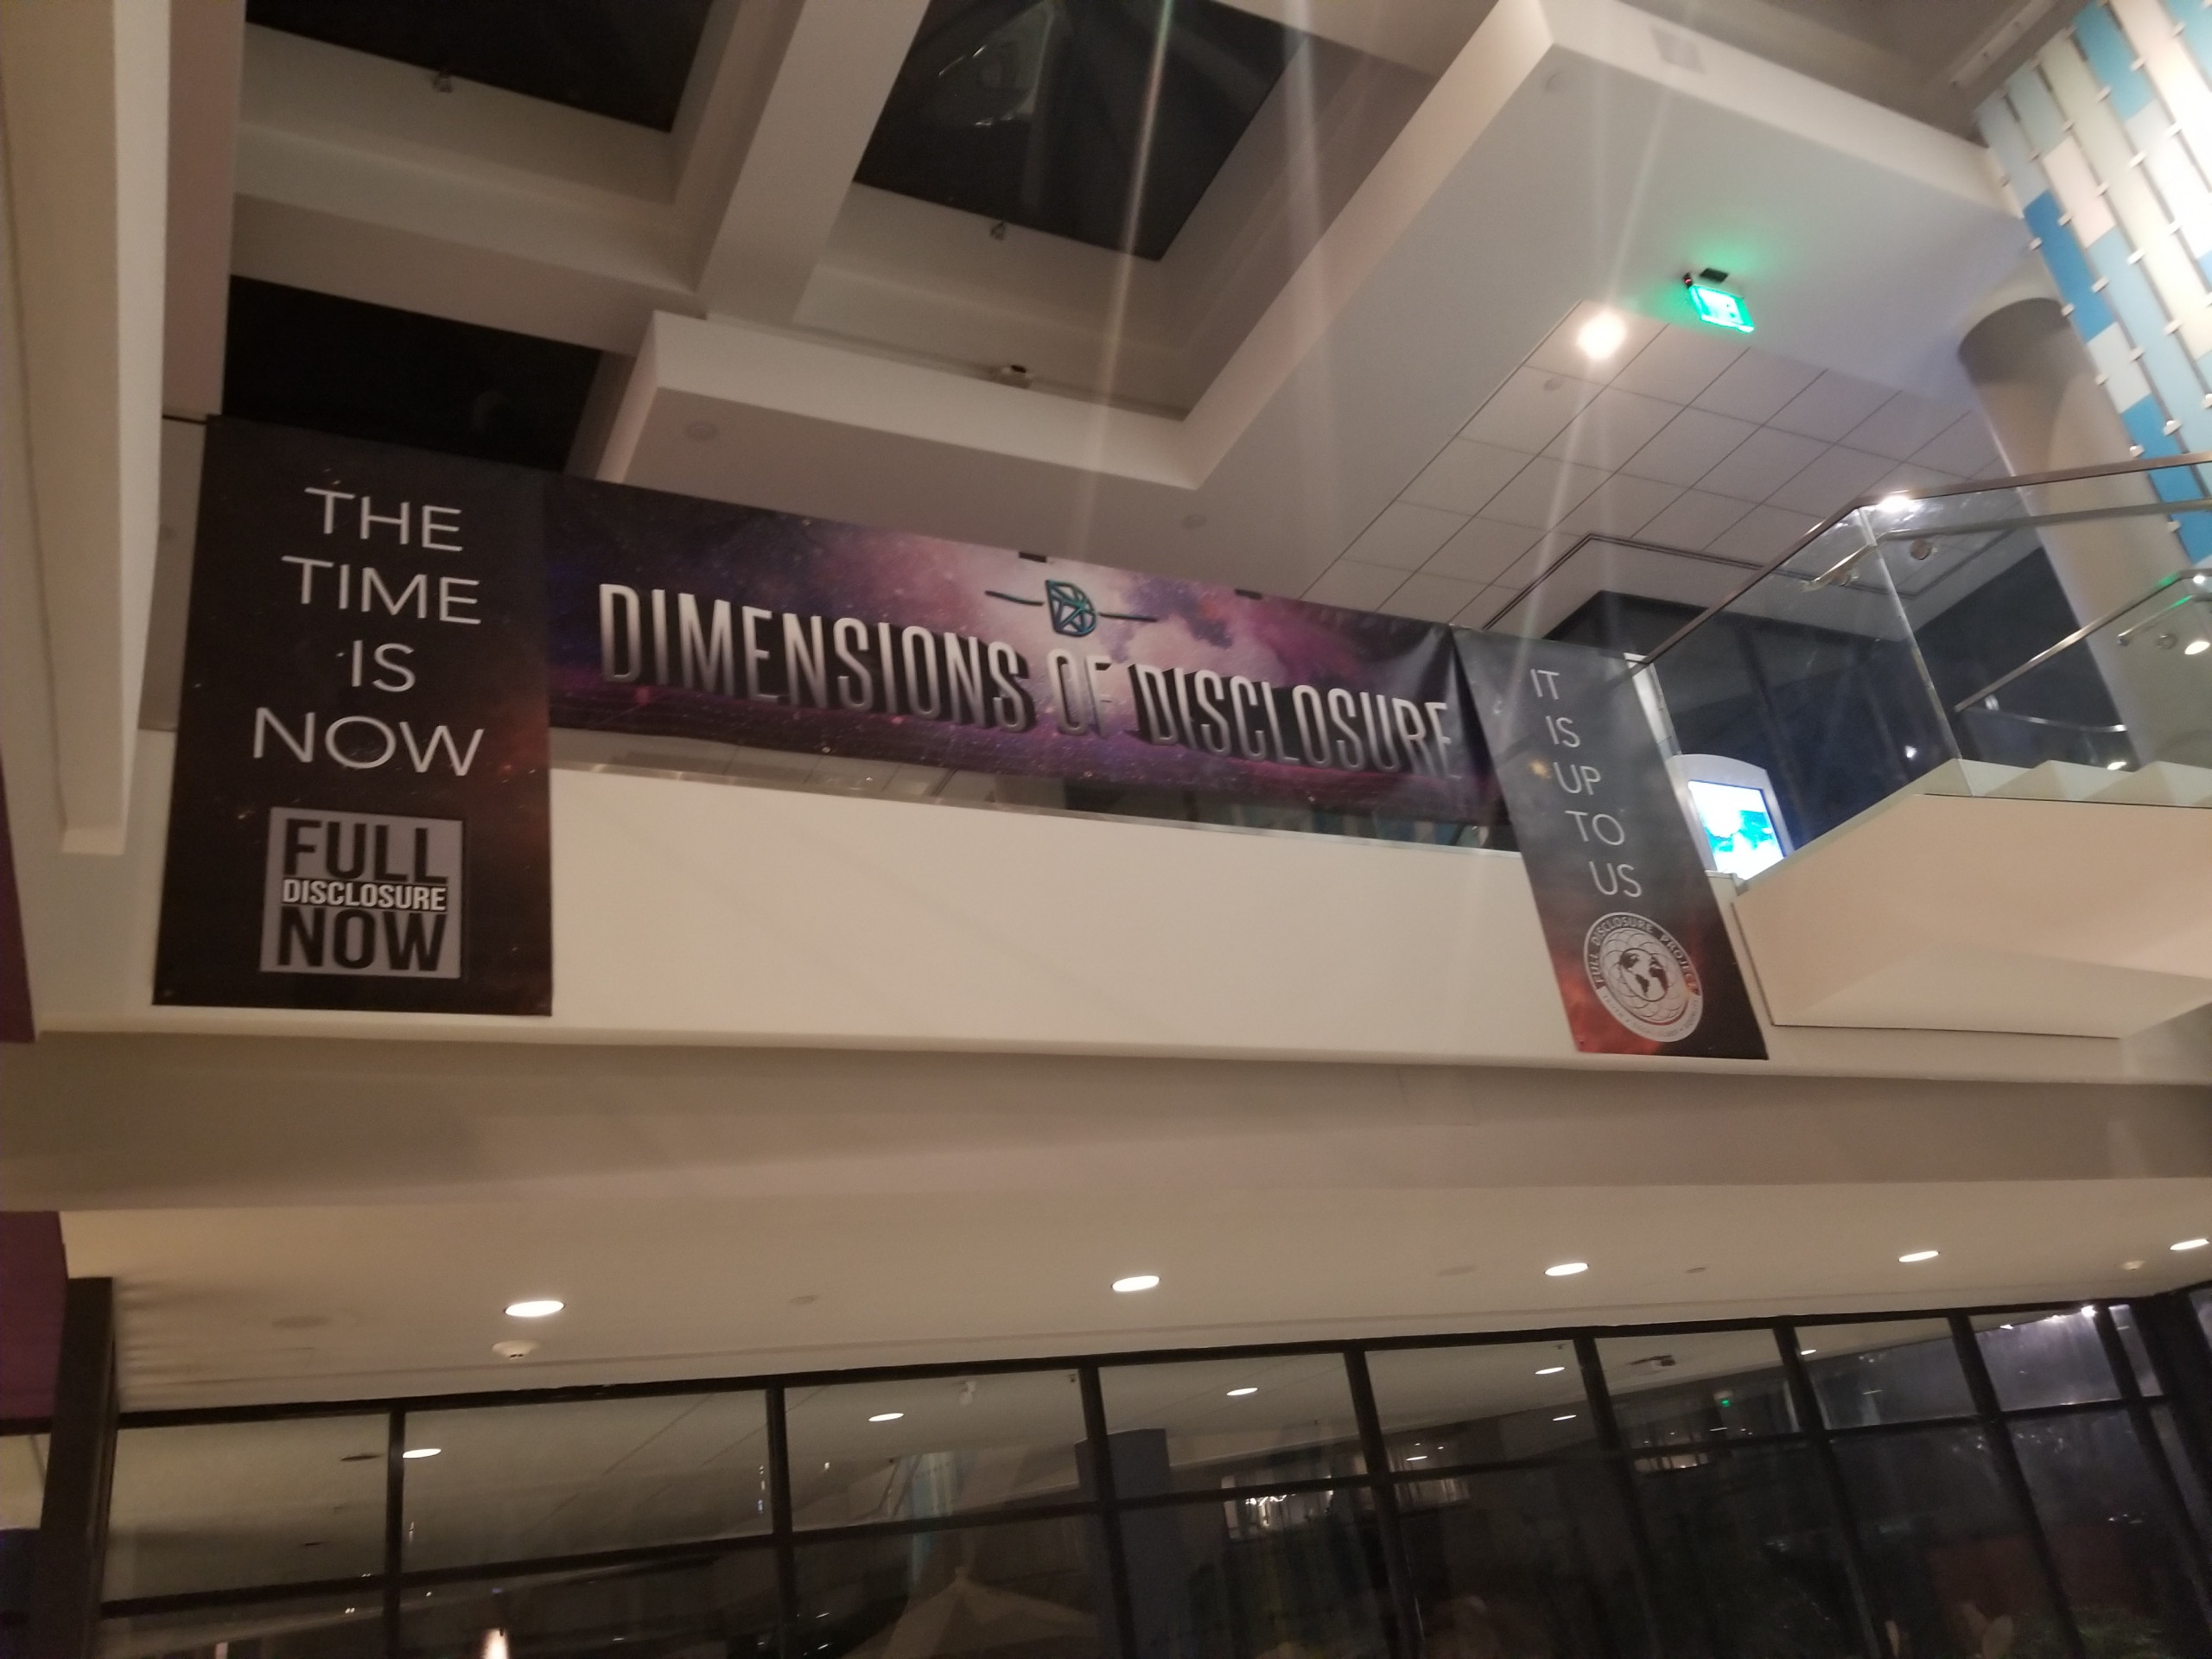 THE
TIME
IS
NOW
FULL
DISCLOSURE
NOW
DIMENSIONS OF DISCLOSURE
IT
IS
UP
TO
US
FULL DISCLOSURE PROJECT